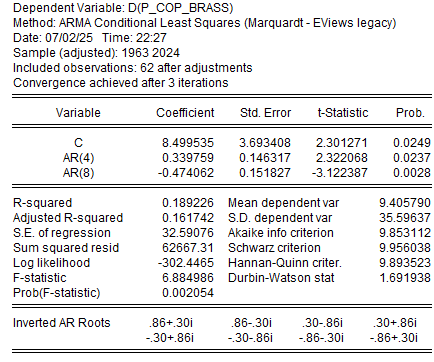 Dependent Variable: D(P_COP_BRASS)
Method: ARMA Conditional Least Squares (Marquardt - EViews legacy)
Date: 07/02/25 Time: 22:27
Sample (adjusted): 1963 2024
Included observations: 62 after adjustments
Convergence achieved after 3 iterations
Variable Coefficient Std. Error t-Statistic Prob.
C 8.499535 3.693408 2.301271 0.0249
AR(4) 0.339759 0.146317 2.322068 0.0237
AR(8) -0.474062 0.151827 -3.122387 0.0028
R-squared 0.189226 Mean dependent var 9.405790
Adjusted R-squared 0.161742 S.D. dependent var 35.59637
S.E. of regression 32.59076 Akaike info criterion 9.853112
Sum squared resid 62667.31 Schwarz criterion 9.956038
Log likelihood -302.4465 Hannan-Quinn criter. 9.893523
F-statistic 6.884986 Durbin-Watson stat 1.691938
Prob(F-statistic) 0.002054
Inverted AR Roots .86+.30i .86-.30i .30-.86i .30+.86i
-.30+.86i -.30-.86i -.86-.30i -.86+.30i